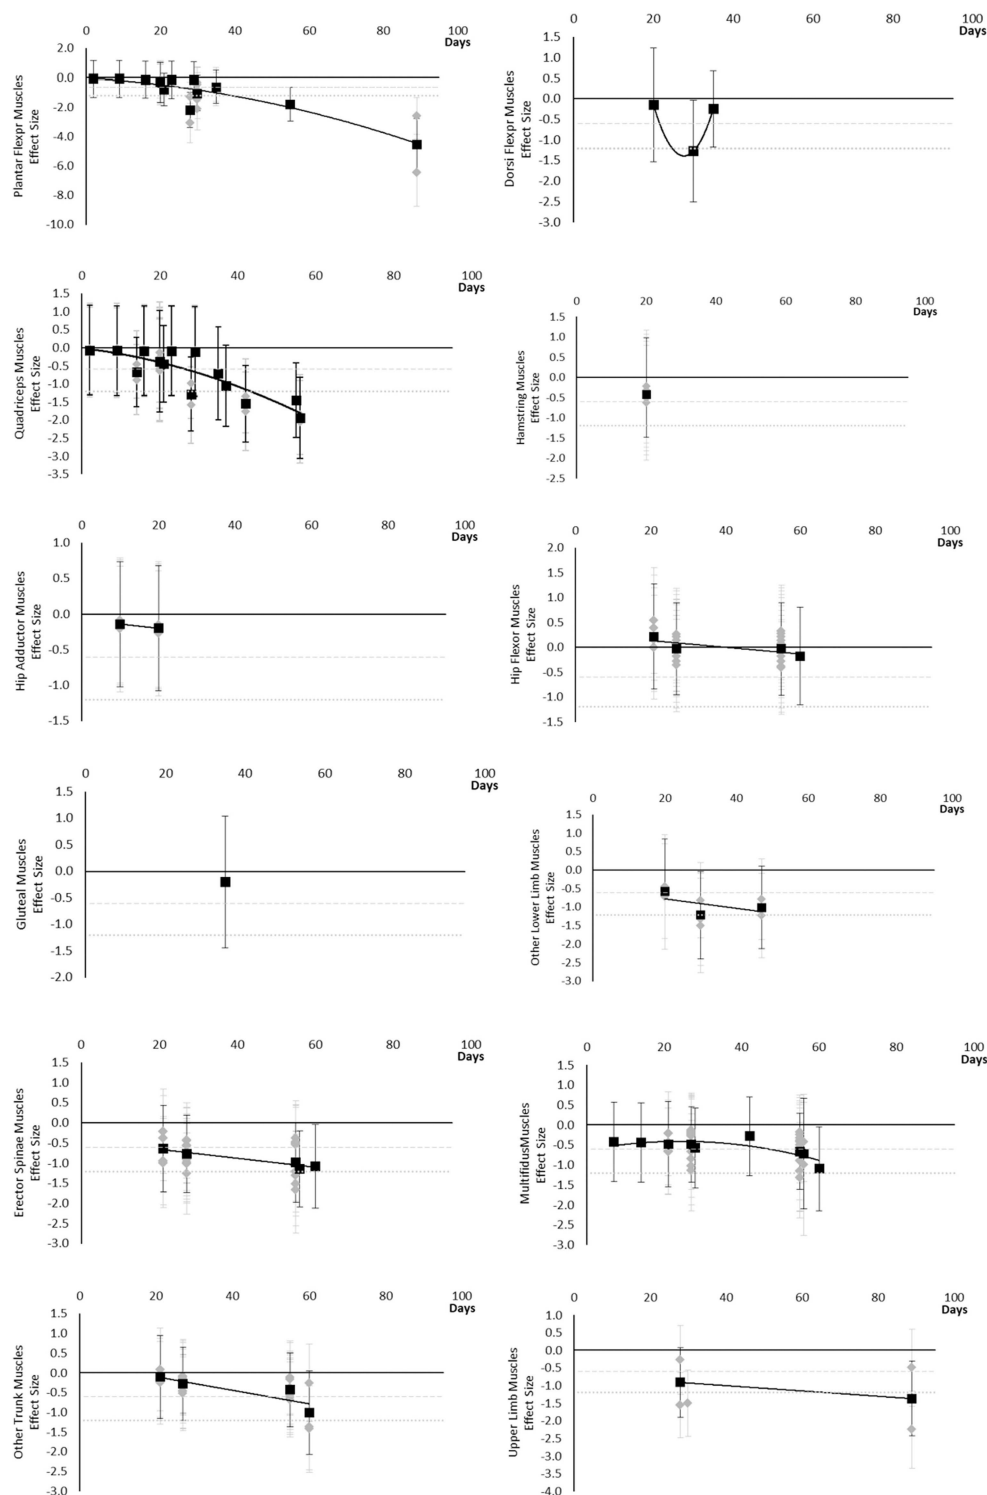 0 20 40 60 80 100
Days
2.0
0.0
-2.0
-4.0
-6.0
-8.0
-10.0
Plantar Flexpr Muscles
Effect Size
0 20 40 60 80 100
Days
1.5
1.0
0.5
0.0
-0.5
-1.0
-1.5
-2.0
-2.5
-3.0
Dorsi Flexpr Muscles
Effect Size
0 20 40 60 80 100
Days
1.5
1.0
0.5
0.0
-0.5
-1.0
-1.5
-2.0
-2.5
-3.0
-3.5
Quadriceps Muscles
Effect Size
0 20 40 60 80 100
Days
1.5
1.0
0.5
0.0
-0.5
-1.0
-1.5
-2.0
-2.5
Hamstring Muscles
Effect Size
0 20 40 60 80 100
Days
1.0
0.5
0.0
-0.5
-1.0
-1.5
Hip Adductor Muscles
Effect Size
0 20 40 60 80 100
Days
2.0
1.5
1.0
0.5
0.0
-0.5
-1.0
-1.5
Hip Flexor Muscles
Effect Size
0 20 40 60 80 100
Days
1.5
1.0
0.5
0.0
-0.5
-1.0
-1.5
-2.0
Gluteal Muscles
Effect Size
0 20 40 60 80 100
Days
1.5
1.0
0.5
0.0
-0.5
-1.0
-1.5
-2.0
-2.5
-3.0
Other Lower Limb Muscles
Effect Size
0 20 40 60 80 100
Days
1.5
1.0
0.5
0.0
-0.5
-1.0
-1.5
-2.0
-2.5
-3.0
Erector Spinae Muscles
Effect Size
0 20 40 60 80 100
Days
1.5
1.0
0.5
0.0
-0.5
-1.0
-1.5
-2.0
-2.5
-3.0
MultifidusMuscles
Effect Size
0 20 40 60 80 100
Days
1.5
1.0
0.5
0.0
-0.5
-1.0
-1.5
-2.0
-2.5
-3.0
Other Trunk Muscles
Effect Size
0 20 40 60 80 100
Days
1.0
0.5
0.0
-0.5
-1.0
-1.5
-2.0
-2.5
-3.0
-3.5
-4.0
Upper Limb Muscles
Effect Size